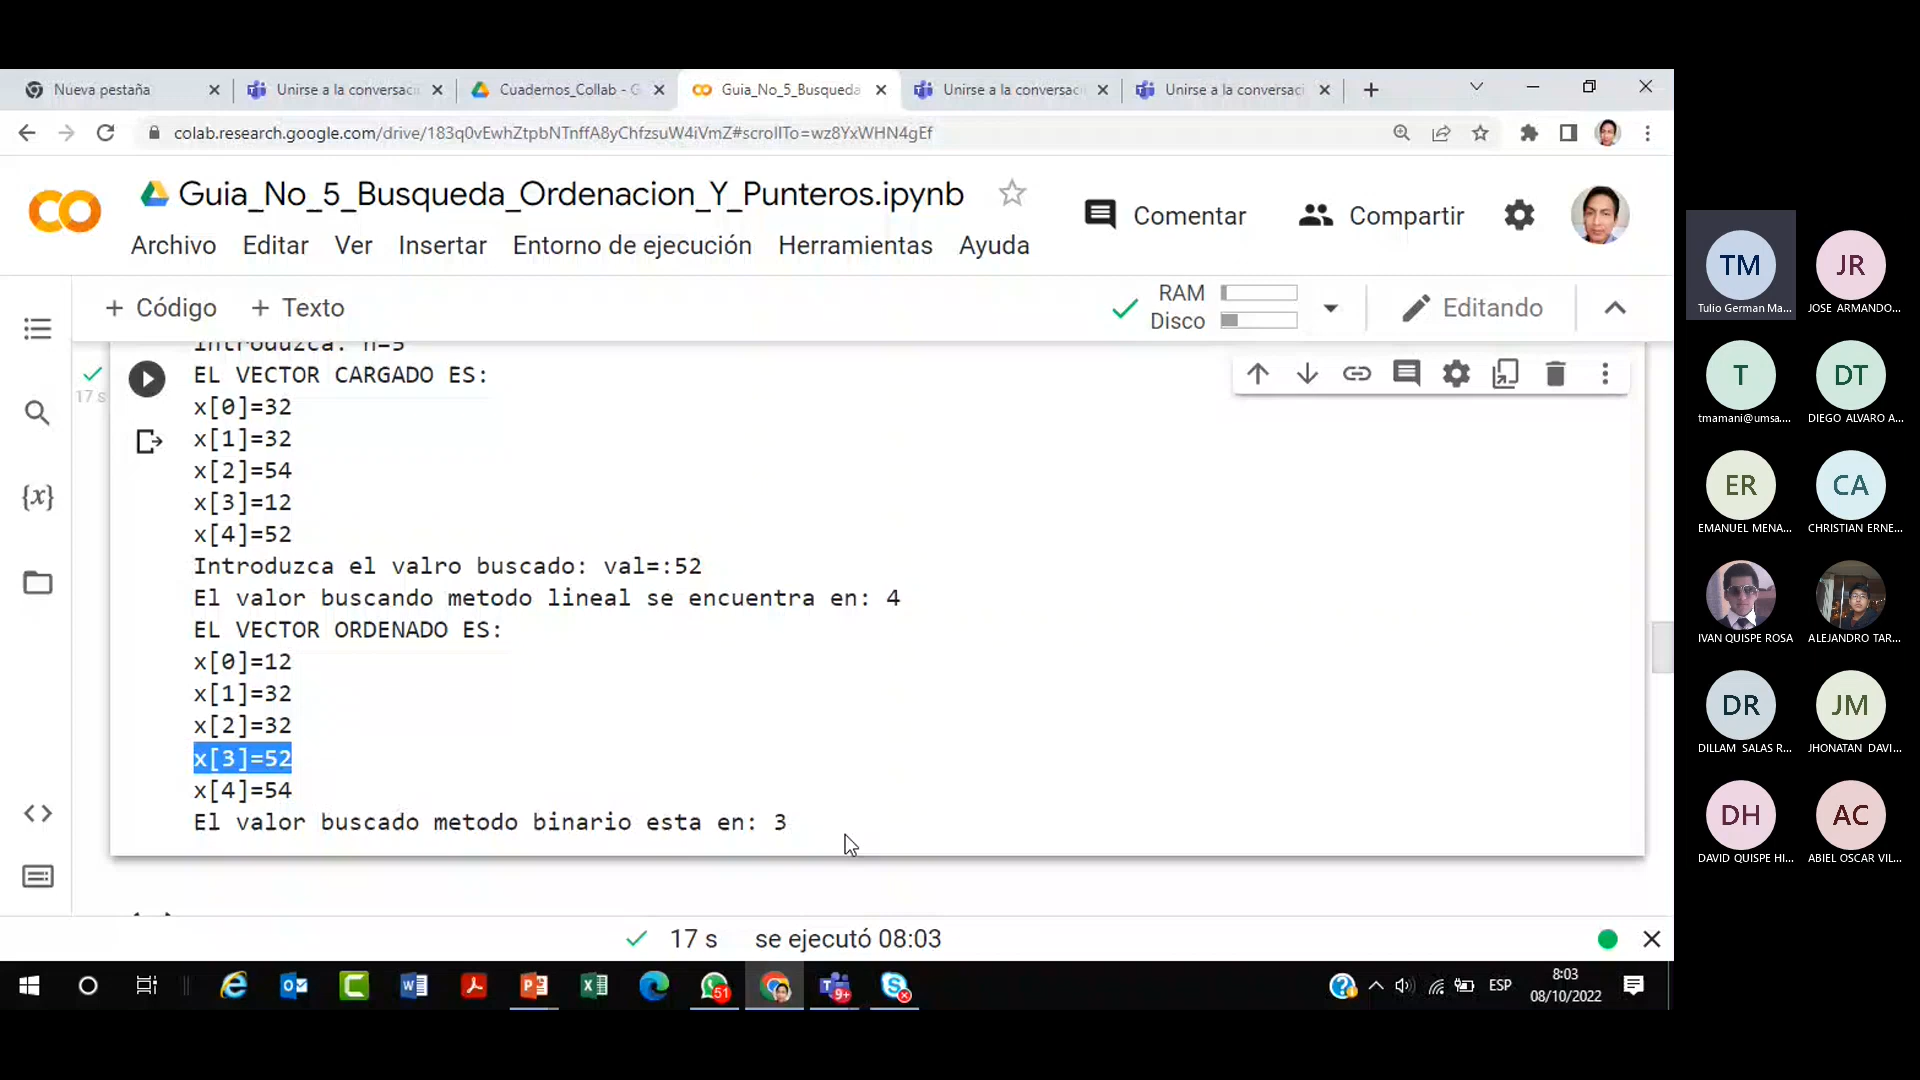 Nueva pestaña
Unirse a la conversaci
Cuadernos_Collab - G
Guia_No_5_Busqueda
Unirse a la conversaci
Unirse a la conversaci
colab.research.google.com/drive/183q0vEwhZtpbNTnffA8yChfzsuW4iVmZ#scrollTo=wz8YxWHN4gEf
Guia_No_5_Busqueda_Ordenacion_Y_Punteros.ipynb
Comentar
Compartir
Archivo Editar Ver Insertar Entorno de ejecución Herramientas Ayuda
+ Código + Texto
RAM
Disco
Editando
Introduzca: n=5
17 s
EL VECTOR CARGADO ES:
x[0]=32
x[1]=32
x[2]=54
x[3]=12
x[4]=52
Introduzca el valro buscado: val=:52
El valor buscando metodo lineal se encuentra en: 4
EL VECTOR ORDENADO ES:
x[0]=12
x[1]=32
x[2]=32
x[3]=52
x[4]=54
El valor buscado metodo binario esta en: 3
17 s se ejecutó 08:03
51
9+
ESP
8:03
08/10/2022
TM
Tulio German Ma...
JR
JOSE ARMANDO...
T
tmamani@umsa....
DT
DIEGO ALVARO A...
ER
EMANUEL MENA...
CA
CHRISTIAN ERNE...
IVAN QUISPE ROSA
ALEJANDRO TAR...
DR
DILLAM SALAS R...
JM
JHONATAN DAVI...
DH
DAVID QUISPE HI...
AC
ABIEL OSCAR VIL...